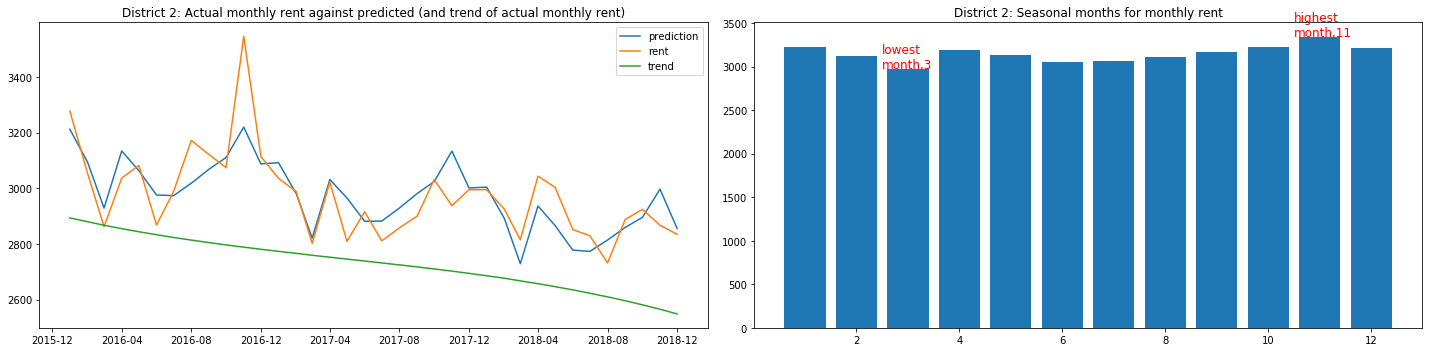 District 2: Actual monthly rent against predicted (and trend of actual monthly rent)
prediction
rent
trend
3400
3200
3000
2800
2600
2015-12 2016-04 2016-08 2016-12 2017-04 2017-08 2017-12 2018-04 2018-08 2018-12
District 2: Seasonal months for monthly rent
highest
month,11
lowest
month,3
3500
3000
2500
2000
1500
1000
500
0
2 4 6 8 10 12